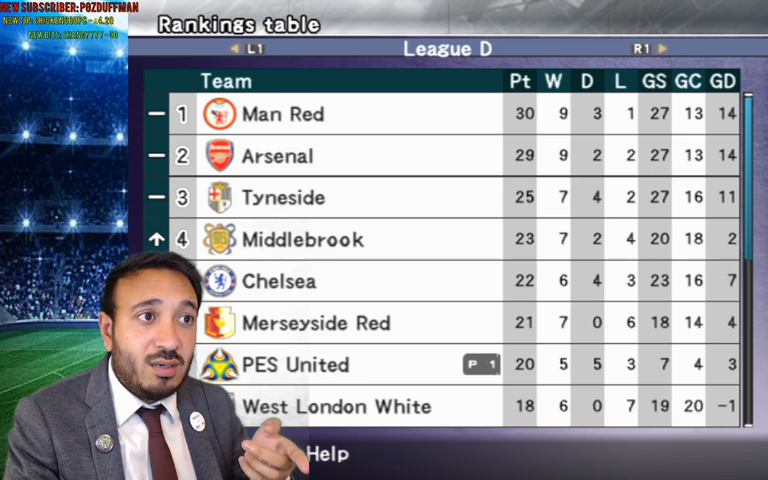 NEW SUBSCRIBER: POZDUFFMAN
Rankings table
L1 League D R1
Team Pt W D L GS GC GD
1 Man Red 30 9 3 1 27 13 14
2 Arsenal 29 9 2 2 27 13 14
3 Tyneside 25 7 4 2 27 16 11
4 Middlebrook 23 7 2 4 20 18 2
Chelsea 22 6 4 3 23 16 7
Merseyside Red 21 7 0 6 18 14 4
PES United P 1 20 5 5 3 7 4 3
West London White 18 6 0 7 19 20 -1
Help